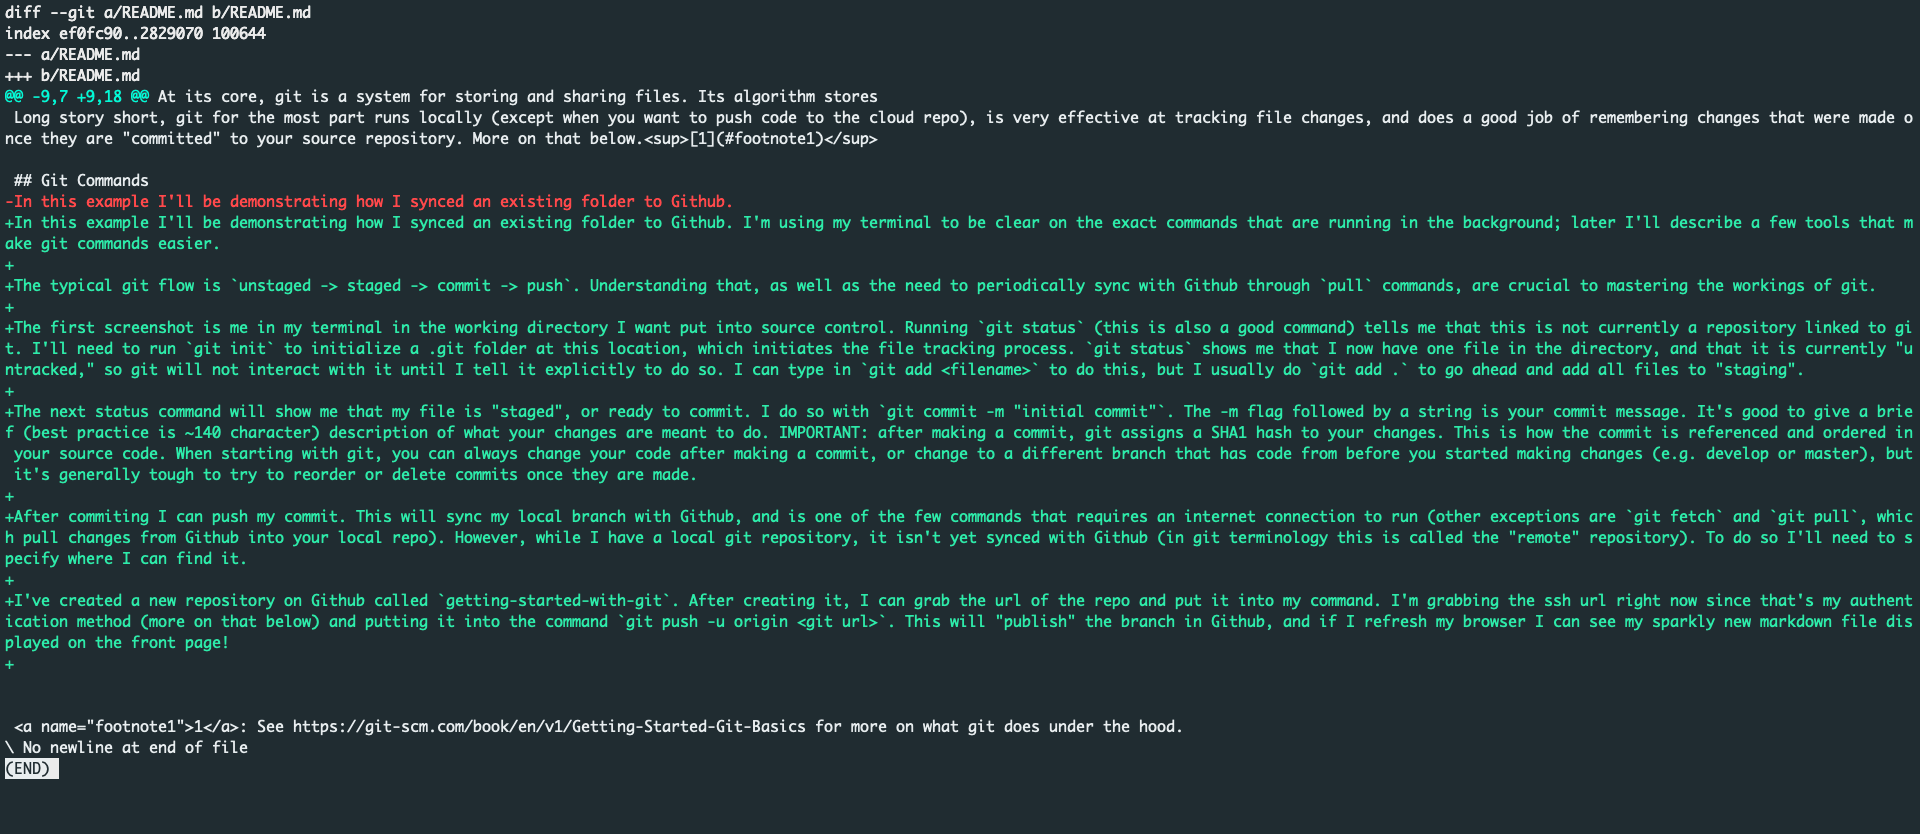 diff --git a/README.md b/README.md
index ef0fc90..2829070 100644
--- a/README.md
+++ b/README.md
@@ -9,7 +9,18 @@ At its core, git is a system for storing and sharing files. Its algorithm stores
 Long story short, git for the most part runs locally (except when you want to push code to the cloud repo), is very effective at tracking file changes, and does a good job of remembering changes that were made o
nce they are "committed" to your source repository. More on that below.<sup>[1](#footnote1)</sup>

 ## Git Commands
-In this example I'll be demonstrating how I synced an existing folder to Github.
+In this example I'll be demonstrating how I synced an existing folder to Github. I'm using my terminal to be clear on the exact commands that are running in the background; later I'll describe a few tools that m
ake git commands easier.
+
+The typical git flow is `unstaged -> staged -> commit -> push`. Understanding that, as well as the need to periodically sync with Github through `pull` commands, are crucial to mastering the workings of git.
+
+The first screenshot is me in my terminal in the working directory I want put into source control. Running `git status` (this is also a good command) tells me that this is not currently a repository linked to gi
t. I'll need to run `git init` to initialize a .git folder at this location, which initiates the file tracking process. `git status` shows me that I now have one file in the directory, and that it is currently "u
ntracked," so git will not interact with it until I tell it explicitly to do so. I can type in `git add <filename>` to do this, but I usually do `git add .` to go ahead and add all files to "staging".
+
+The next status command will show me that my file is "staged", or ready to commit. I do so with `git commit -m "initial commit"`. The -m flag followed by a string is your commit message. It's good to give a brie
f (best practice is ~140 character) description of what your changes are meant to do. IMPORTANT: after making a commit, git assigns a SHA1 hash to your changes. This is how the commit is referenced and ordered in
 your source code. When starting with git, you can always change your code after making a commit, or change to a different branch that has code from before you started making changes (e.g. develop or master), but
 it's generally tough to try to reorder or delete commits once they are made.
+
+After commiting I can push my commit. This will sync my local branch with Github, and is one of the few commands that requires an internet connection to run (other exceptions are `git fetch` and `git pull`, whic
h pull changes from Github into your local repo). However, while I have a local git repository, it isn't yet synced with Github (in git terminology this is called the "remote" repository). To do so I'll need to s
pecify where I can find it.
+
+I've created a new repository on Github called `getting-started-with-git`. After creating it, I can grab the url of the repo and put it into my command. I'm grabbing the ssh url right now since that's my authent
ication method (more on that below) and putting it into the command `git push -u origin <git url>`. This will "publish" the branch in Github, and if I refresh my browser I can see my sparkly new markdown file dis
played on the front page!
+

 <a name="footnote1">1</a>: See https://git-scm.com/book/en/v1/Getting-Started-Git-Basics for more on what git does under the hood.
\ No newline at end of file
(END)